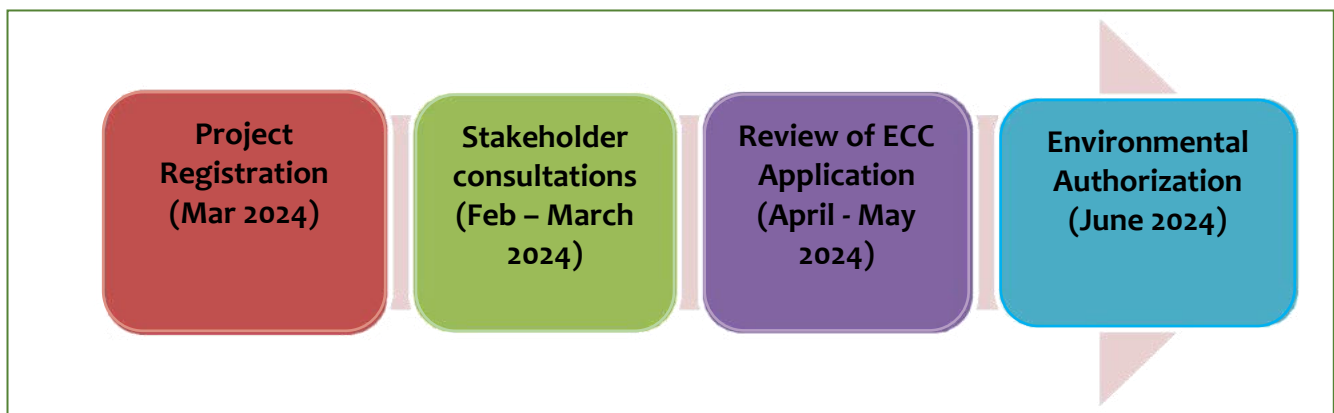 Project
Registration
(Mar 2024)
Stakeholder
consultations
(Feb – March
2024)
Review of ECC
Application
(April - May
2024)
Environmental
Authorization
(June 2024)